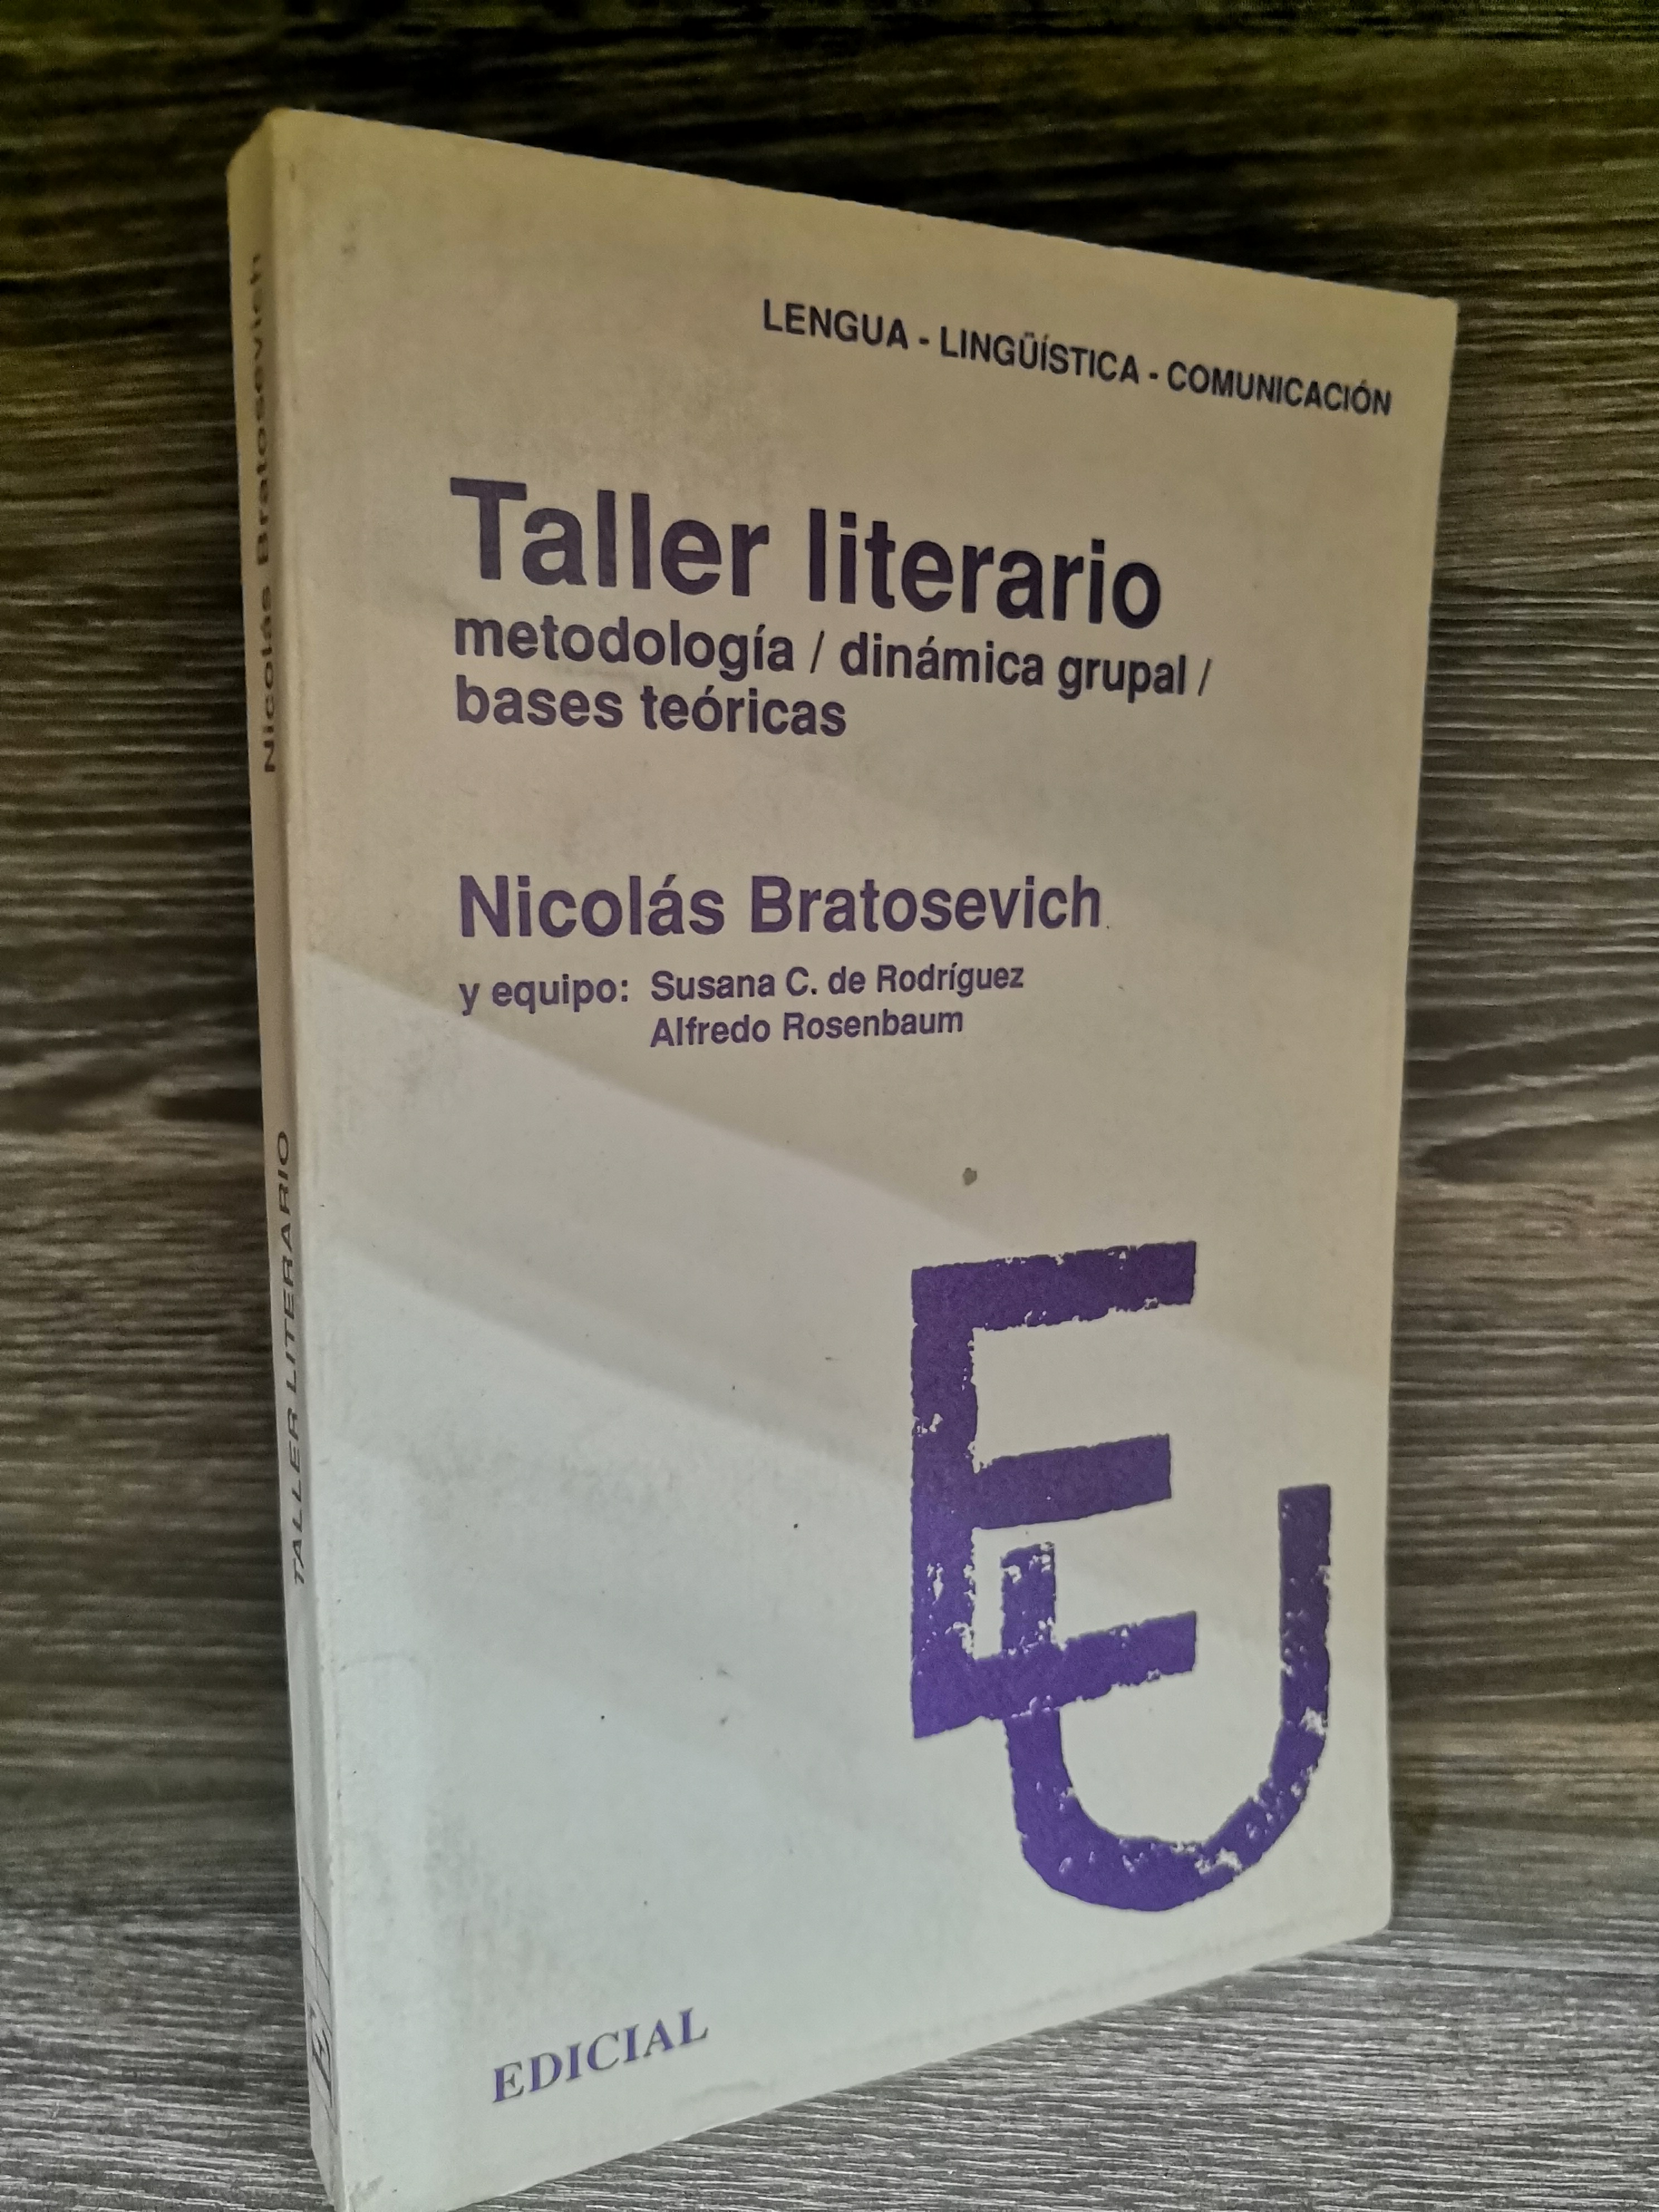 LENGUA - LINGÜÍSTICA - COMUNICACIÓN
Taller literario
metodología / dinámica grupal /
bases teóricas
Nicolás Bratosevich
y equipo: Susana C. de Rodríguez
Alfredo Rosenbaum
EU
EDICIAL
Nicolás Bratosevich
TALLER LITERARIO
E